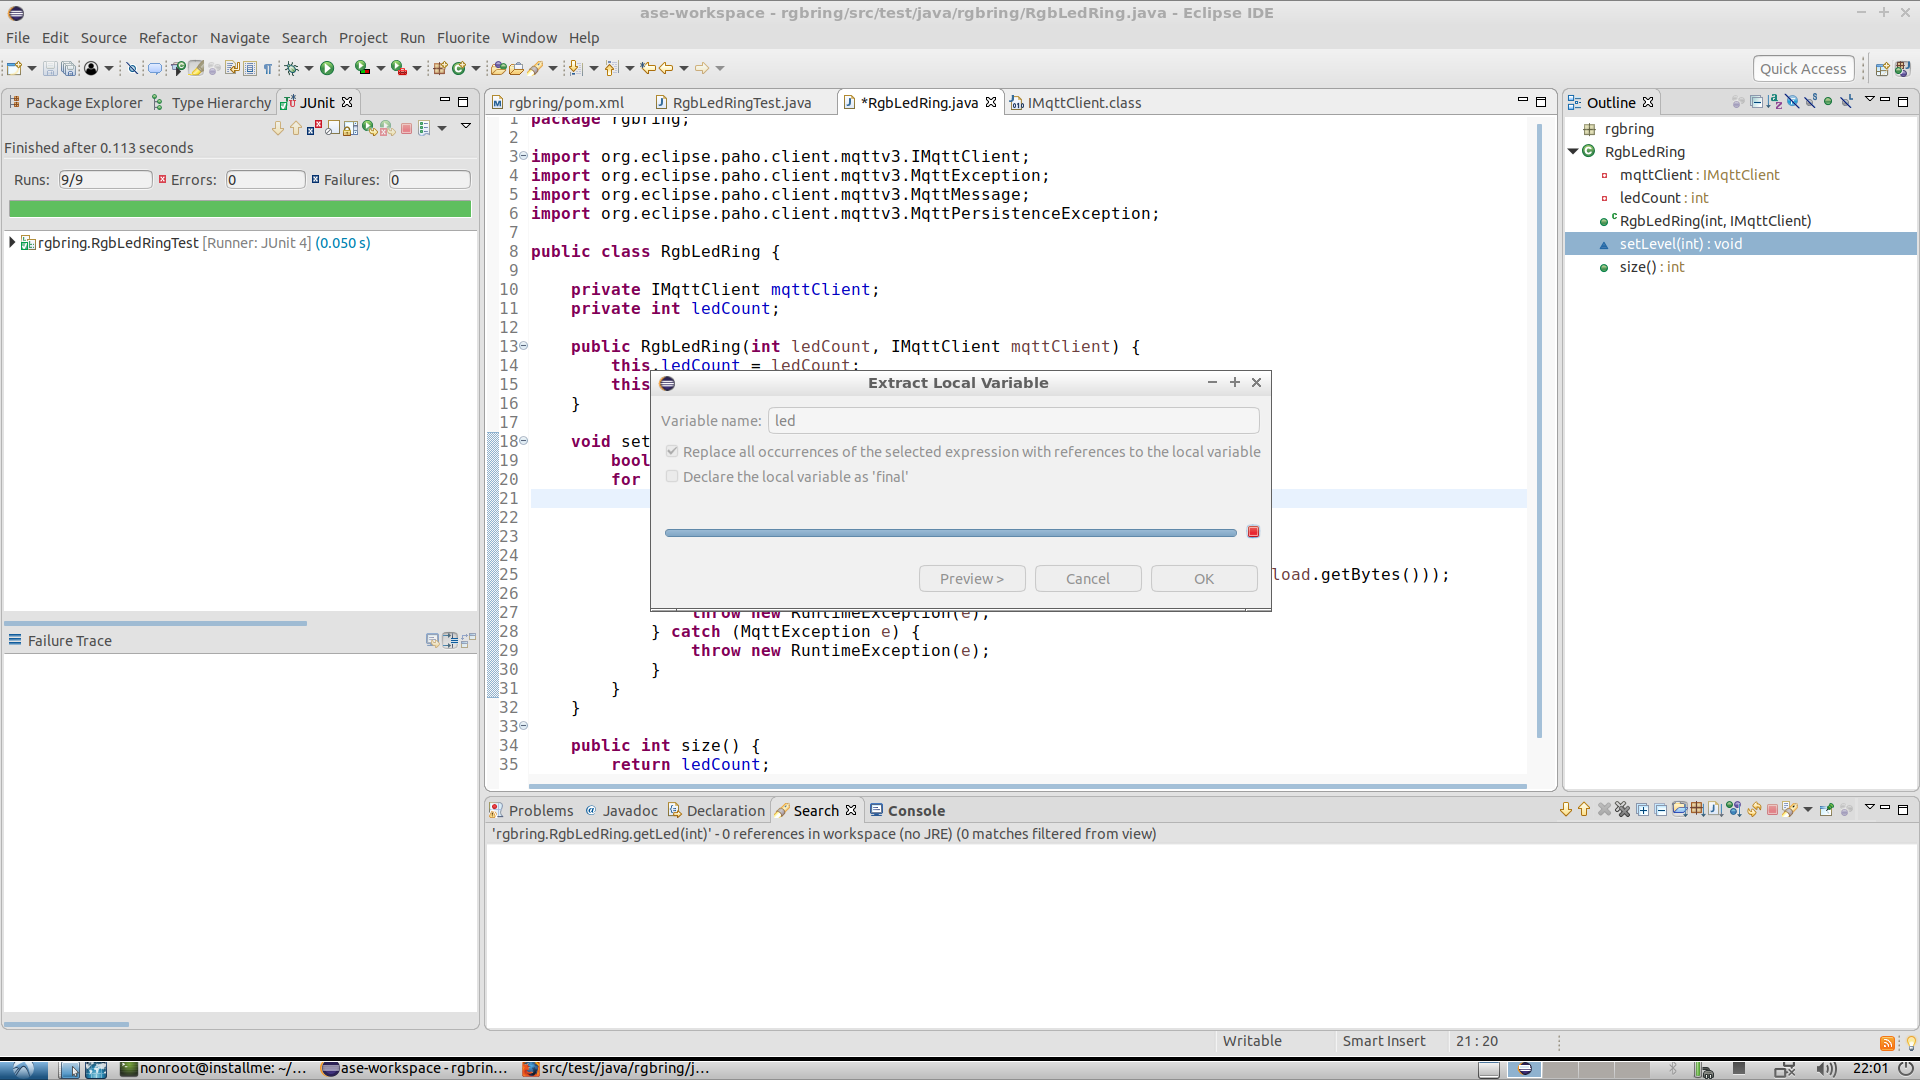 ase-workspace - rgbring/src/test/java/rgbring/RgbLedRing.java - Eclipse IDE
File Edit Source Refactor Navigate Search Project Run Fluorite Window Help
Quick Access
Package Explorer Type Hierarchy JUnit
Finished after 0.113 seconds
Runs: 9/9 Errors: 0 Failures: 0
rgbring.RgbLedRingTest [Runner: JUnit 4] (0.050 s)
Failure Trace
rgbring/pom.xml RgbLedRingTest.java *RgbLedRing.java IMqttClient.class
1 package rgbring;
2
3 import org.eclipse.paho.client.mqttv3.IMqttClient;
4 import org.eclipse.paho.client.mqttv3.MqttException;
5 import org.eclipse.paho.client.mqttv3.MqttMessage;
6 import org.eclipse.paho.client.mqttv3.MqttPersistenceException;
7
8 public class RgbLedRing {
9
10 private IMqttClient mqttClient;
11 private int ledCount;
12
13 public RgbLedRing(int ledCount, IMqttClient mqttClient) {
14 this.ledCount = ledCount;
15 this
16 }
17
18 void set
19 bool
20 for
21
22
23
24
25 load.getBytes()));
26
27 throw new RuntimeException(e);
28 } catch (MqttException e) {
29 throw new RuntimeException(e);
30 }
31 }
32 }
33
34 public int size() {
35 return ledCount;
Extract Local Variable
Variable name: led
Replace all occurrences of the selected expression with references to the local variable
Declare the local variable as 'final'
Preview > Cancel OK
Outline
rgbring
RgbLedRing
mqttClient : IMqttClient
ledCount : int
RgbLedRing(int, IMqttClient)
setLevel(int) : void
size() : int
Problems Javadoc Declaration Search Console
'rgbring.RgbLedRing.getLed(int)' - 0 references in workspace (no JRE) (0 matches filtered from view)
Writable Smart Insert 21 : 20
nonroot@installme: ~/... ase-workspace - rgbrin... src/test/java/rgbring/j... 22:01